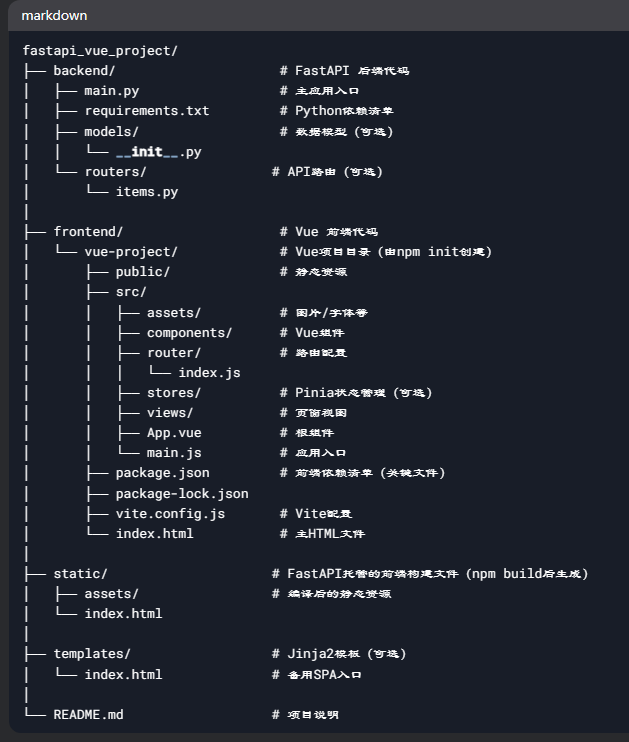 markdown
fastapi_vue_project/
├── backend/                     # FastAPI 后端代码
│   ├── main.py                  # 主应用入口
│   ├── requirements.txt         # Python依赖清单
│   ├── models/                  # 数据模型 (可选)
│   │   └── __init__.py
│   └── routers/                # API路由 (可选)
│       └── items.py
│
├── frontend/                    # Vue 前端代码
│   └── vue-project/             # Vue项目目录 (由npm init创建)
│       ├── public/              # 静态资源
│       ├── src/
│       │   ├── assets/          # 图片/字体等
│       │   ├── components/      # Vue组件
│       │   ├── router/          # 路由配置
│       │   │   └── index.js
│       │   ├── stores/          # Pinia状态管理 (可选)
│       │   ├── views/           # 页面视图
│       │   ├── App.vue          # 根组件
│       │   └── main.js          # 应用入口
│       ├── package.json         # 前端依赖清单 (关键文件)
│       ├── package-lock.json
│       ├── vite.config.js       # Vite配置
│       └── index.html           # 主HTML文件
│
├── static/                     # FastAPI托管的前端构建文件 (npm build后生成)
│   ├── assets/                 # 编译后的静态资源
│   └── index.html
│
├── templates/                  # Jinja2模板 (可选)
│   └── index.html              # 备用SPA入口
│
└── README.md                   # 项目说明